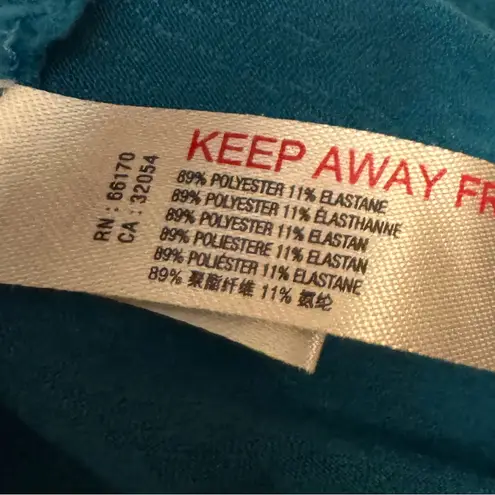 KEEP AWAY FR
89% POLYESTER 11% ELASTANE
89% POLYESTER 11% ÉLASTHANNE
89% POLYESTER 11% ELASTAN
89% POLIESTERE 11% ELASTAN
89% POLIÉSTER 11% ELASTANE
89% 聚酯纤维 11% 氨纶
RN : 66170
CA : 32054